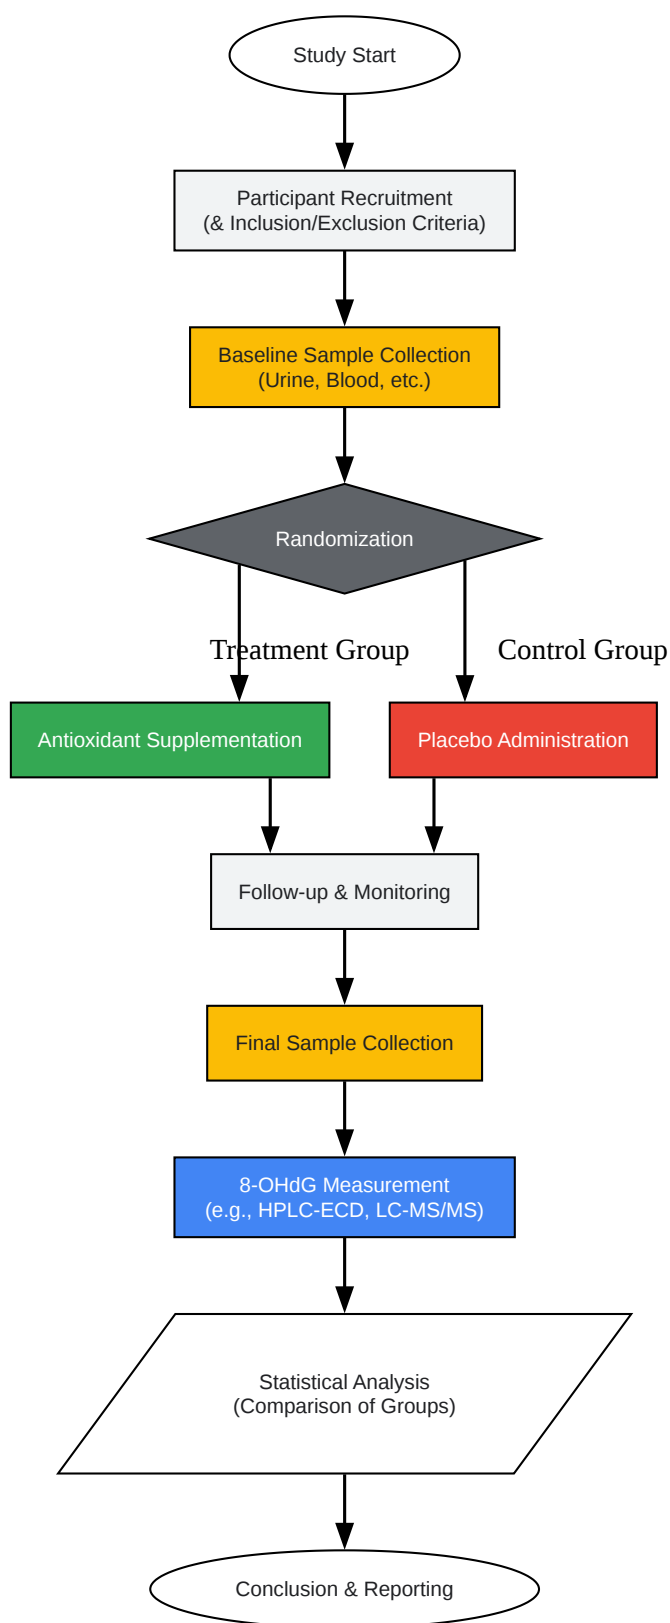 Study Start
Participant Recruitment
(& Inclusion/Exclusion Criteria)
Baseline Sample Collection
(Urine, Blood, etc.)
Randomization
Treatment Group
Control Group
Antioxidant Supplementation
Placebo Administration
Follow-up & Monitoring
Final Sample Collection
8-OHdG Measurement
(e.g., HPLC-ECD, LC-MS/MS)
Statistical Analysis
(Comparison of Groups)
Conclusion & Reporting